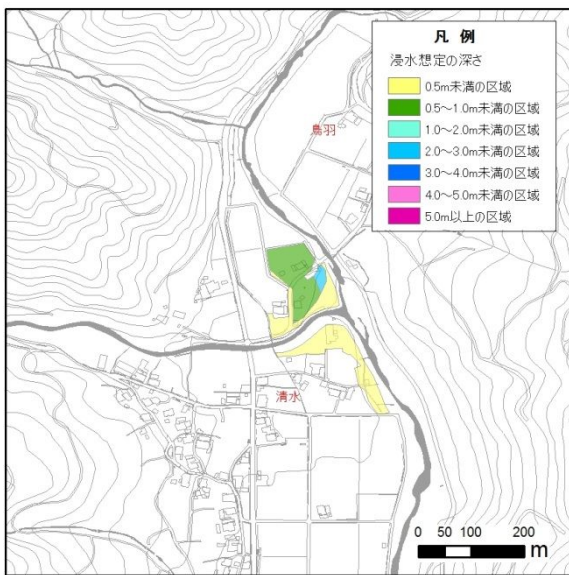 凡 例
浸水想定の深さ
0.5m未満の区域
0.5～1.0m未満の区域
1.0～2.0m未満の区域
2.0～3.0m未満の区域
3.0～4.0m未満の区域
4.0～5.0m未満の区域
5.0m以上の区域
鳥羽
清水
0 50 100 200
m